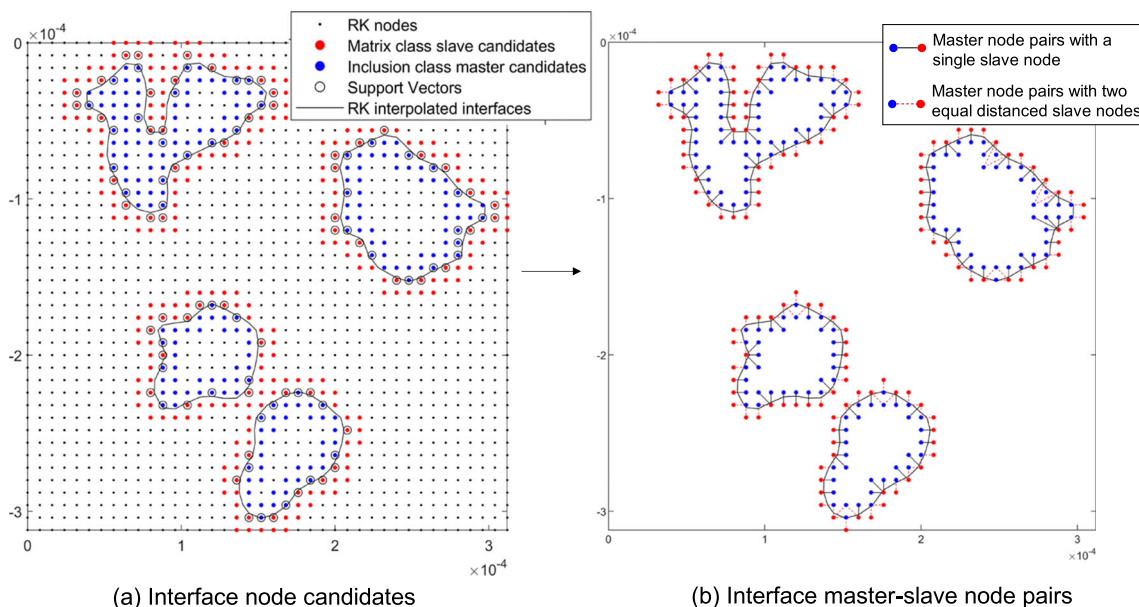 ×10⁻⁴
0
-1
-2
-3
0
1
2
3
×10⁻⁴
RK nodes
Matrix class slave candidates
Inclusion class master candidates
Support Vectors
RK interpolated interfaces
(a) Interface node candidates
×10⁻⁴
0
-1
-2
-3
0
1
2
3
×10⁻⁴
Master node pairs with a
single slave node
Master node pairs with two
equal distanced slave nodes
(b) Interface master-slave node pairs